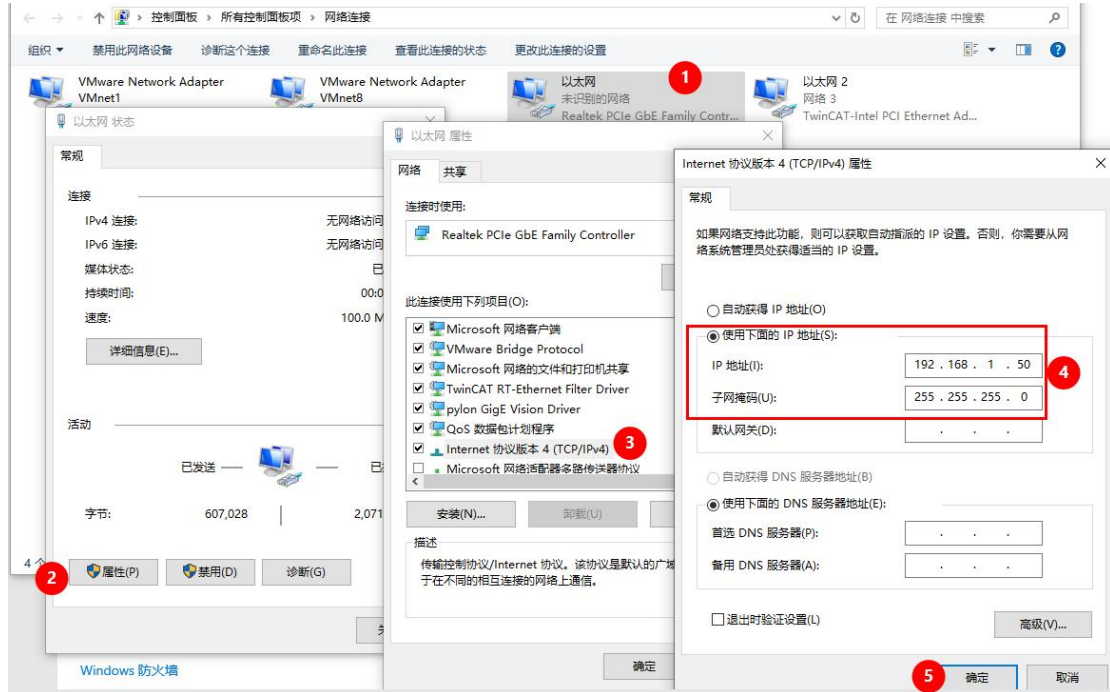 控制面板 › 所有控制面板项 › 网络连接
在 网络连接 中搜索
组织 禁用此网络设备 诊断这个连接 重命名此连接 查看此连接的状态 更改此连接的设置
VMware Network Adapter
VMnet1
VMware Network Adapter
VMnet8
以太网
未识别的网络
Realtek PCIe GbE Family Contr...
1
以太网 2
网络 3
TwinCAT-Intel PCI Ethernet Ad...
以太网 状态
常规
连接
IPv4 连接: 无网络访问
IPv6 连接: 无网络访问
媒体状态: 已
持续时间: 00:0
速度: 100.0 M
详细信息(E)...
活动
已发送 —
— 已
字节: 607,028 2,071
4 个
2
属性(P) 禁用(D) 诊断(G)
Windows 防火墙
以太网 属性
网络 共享
连接时使用:
Realtek PCIe GbE Family Controller
此连接使用下列项目(O):
Microsoft 网络客户端
VMware Bridge Protocol
Microsoft 网络的文件和打印机共享
TwinCAT RT-Ethernet Filter Driver
pylon GigE Vision Driver
QoS 数据包计划程序
Internet 协议版本 4 (TCP/IPv4)
3
Microsoft 网络适配器多路传送器协议
安装(N)... 卸载(U)
描述
传输控制协议/Internet 协议。该协议是默认的广域
于在不同的相互连接的网络上通信。
确定
Internet 协议版本 4 (TCP/IPv4) 属性
常规
如果网络支持此功能，则可以获取自动指派的 IP 设置。否则，你需要从网
络系统管理员处获得适当的 IP 设置。
自动获得 IP 地址(O)
使用下面的 IP 地址(S):
IP 地址(I): 192 . 168 . 1 . 50
4
子网掩码(U): 255 . 255 . 255 . 0
默认网关(D): . . .
自动获得 DNS 服务器地址(B)
使用下面的 DNS 服务器地址(E):
首选 DNS 服务器(P): . . .
备用 DNS 服务器(A): . . .
退出时验证设置(L)
高级(V)...
5
确定 取消